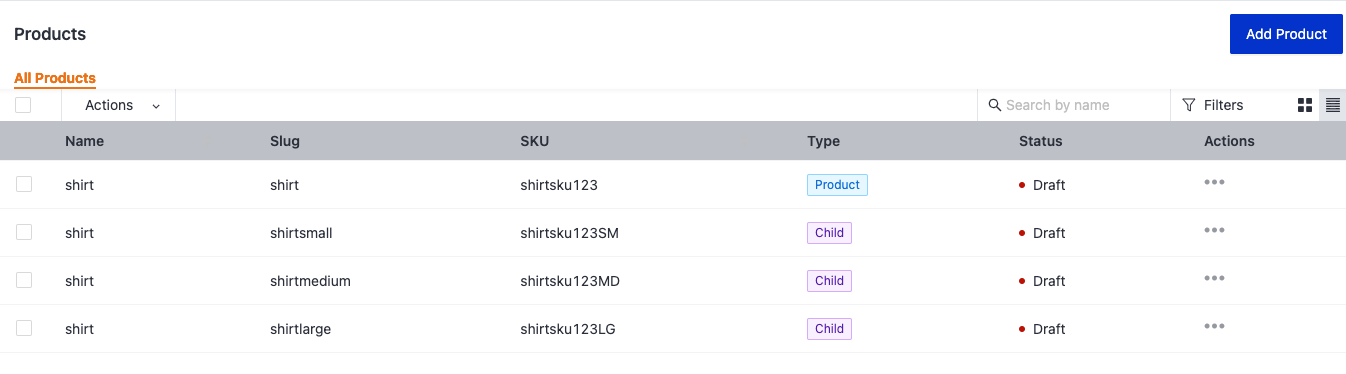 Products
Add Product
All Products
Actions Search by name Filters
Name Slug SKU Type Status Actions
shirt shirt shirtsku123 Product Draft
shirt shirtsmall shirtsku123SM Child Draft
shirt shirtmedium shirtsku123MD Child Draft
shirt shirtlarge shirtsku123LG Child Draft